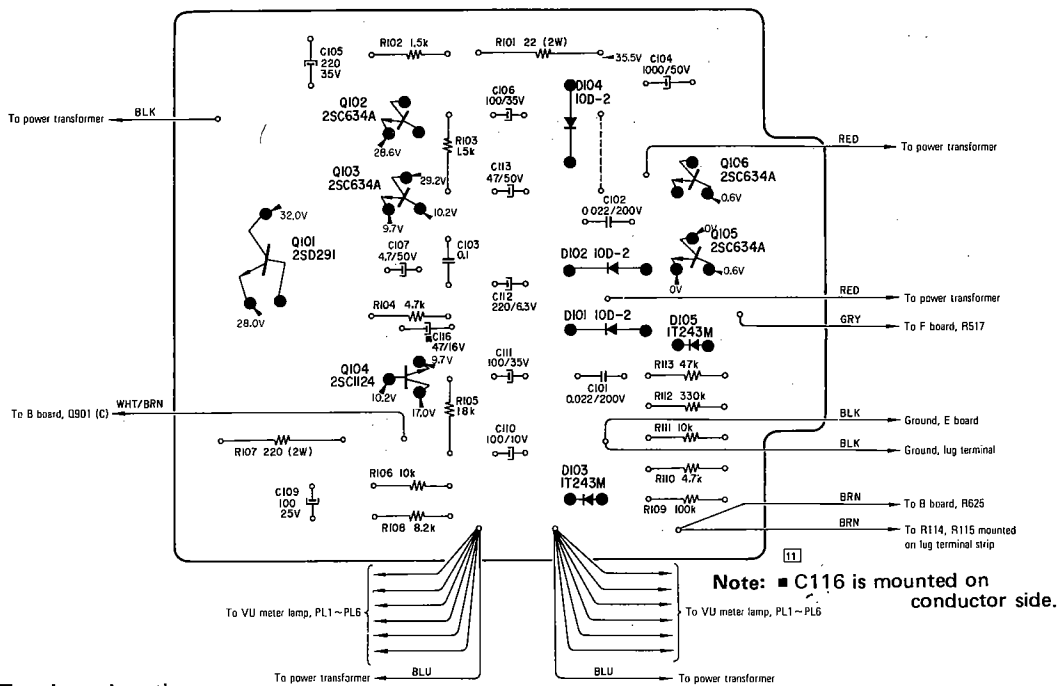 C105
220
35V
R102 1.5k
R101 22 (2W)
35.5V
C104
1000/50V
C106
100/35V
D104
10D-2
Q102
2SC634A
28.6V
BLK
To power transformer
R103
1.5k
RED
To power transformer
Q103
2SC634A
29.2V
10.2V
9.7V
C113
47/50V
Q106
2SC634A
0.6V
C102
0.022/200V
32.0V
Q101
2SD291
28.0V
C107
4.7/50V
C103
0.1
D102 10D-2
0V
Q105
2SC634A
0.6V
0V
C112
220/6.3V
RED
To power transformer
R104 4.7k
C116
47/16V
D101 10D-2
D105
1T243M
GRY
To F board, R517
9.7V
Q104
2SC1124
10.2V
17.0V
C111
100/35V
R113 47k
C101
0.022/200V
R105
18k
R112 330k
WHT/BRN
To B board, Q901 (C)
BLK
Ground, E board
R111 10k
BLK
Ground, lug terminal
R107 220 (2W)
C110
100/10V
R110 4.7k
R106 10k
D103
1T243M
C109
100
25V
R109 100k
BRN
To B board, R625
R108 8.2k
BRN
To R114, R115 mounted
on lug terminal strip
11
Note: ■ C116 is mounted on
conductor side.
To VU meter lamp, PL1~PL6
To VU meter lamp, PL1~PL6
To power transformer
BLU
BLU
To power transformer